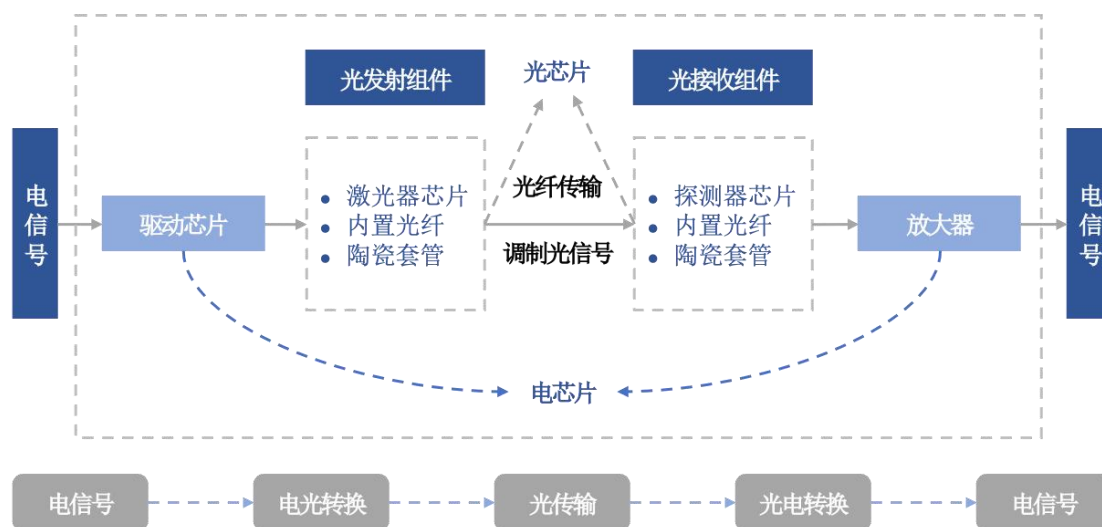 光发射组件
光芯片
光接收组件
电信号
驱动芯片
激光器芯片
内置光纤
陶瓷套管
光纤传输
调制光信号
探测器芯片
内置光纤
陶瓷套管
放大器
电信号
电芯片
电信号
电光转换
光传输
光电转换
电信号